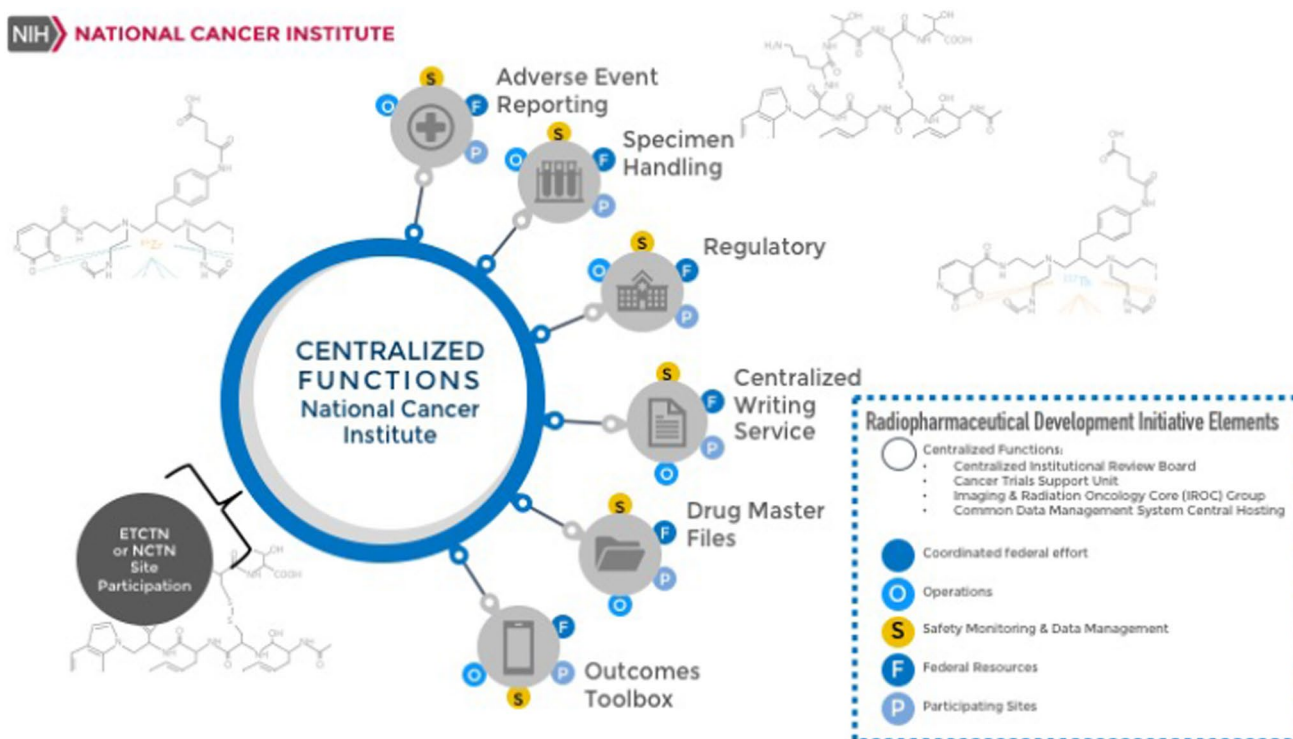 NIH NATIONAL CANCER INSTITUTE
S
O
F
P
Adverse Event
Reporting
S
O
F
P
Specimen
Handling
S
O
F
P
Regulatory
CENTRALIZED
FUNCTIONS
National Cancer
Institute
S
F
P
O
Centralized
Writing
Service
S
F
P
O
Drug Master
Files
F
P
O
S
Outcomes
Toolbox
ETCTN
or NCTN
Site
Participation
Radiopharmaceutical Development Initiative Elements
Centralized Functions:
• Centralized Institutional Review Board
• Cancer Trials Support Unit
• Imaging & Radiation Oncology Core (IROC) Group
• Common Data Management System Central Hosting
Coordinated federal effort
O Operations
S Safety Monitoring & Data Management
F Federal Resources
P Participating Sites